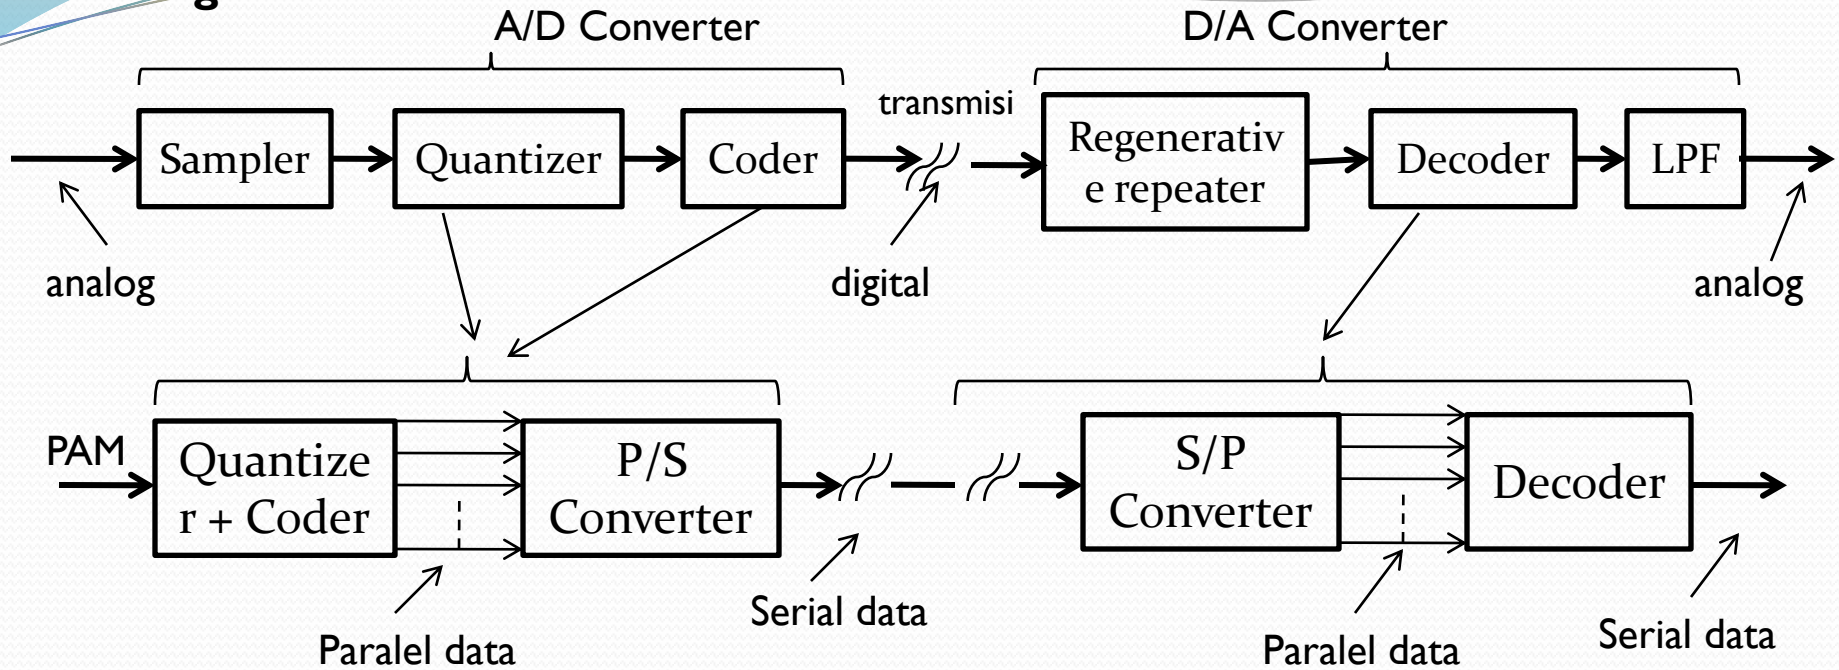 A/D Converter
D/A Converter
transmisi
Sampler
Quantizer
Coder
Regenerativ
e repeater
Decoder
LPF
analog
digital
analog
PAM
Quantize
r + Coder
P/S
Converter
S/P
Converter
Decoder
Serial data
Paralel data
Paralel data
Serial data